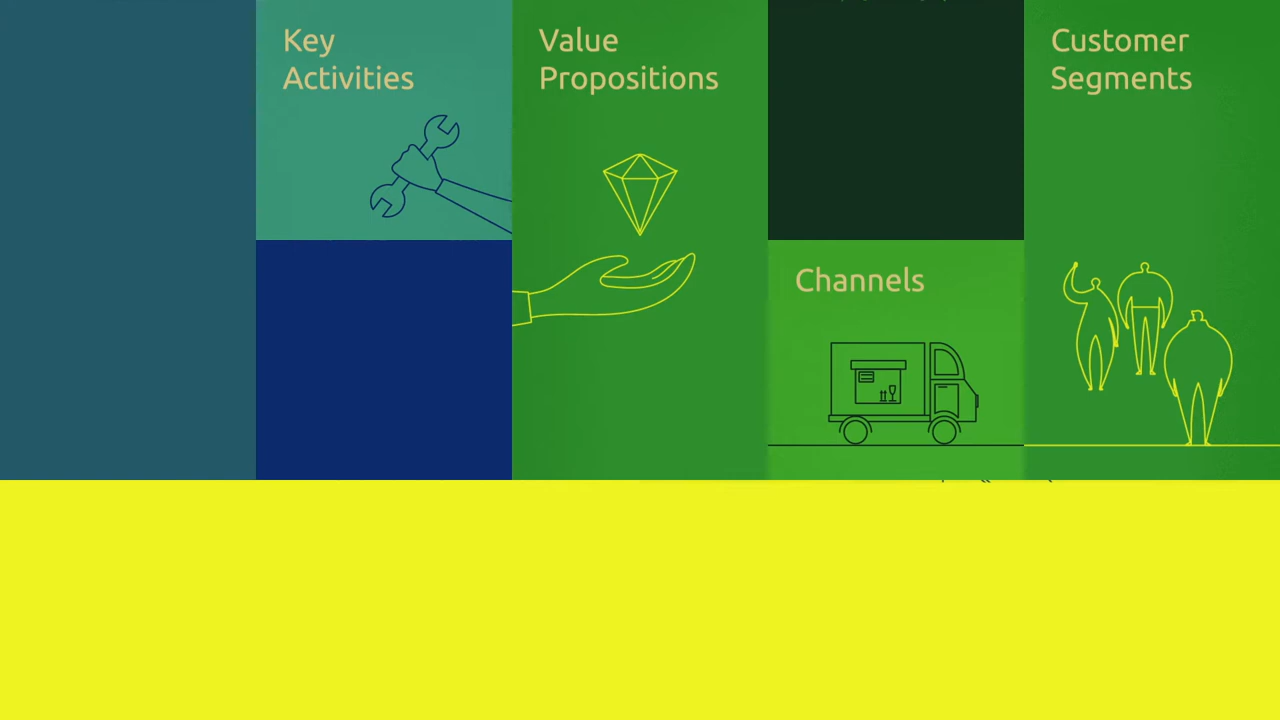 Key
Activities
Value
Propositions
Customer
Segments
Channels